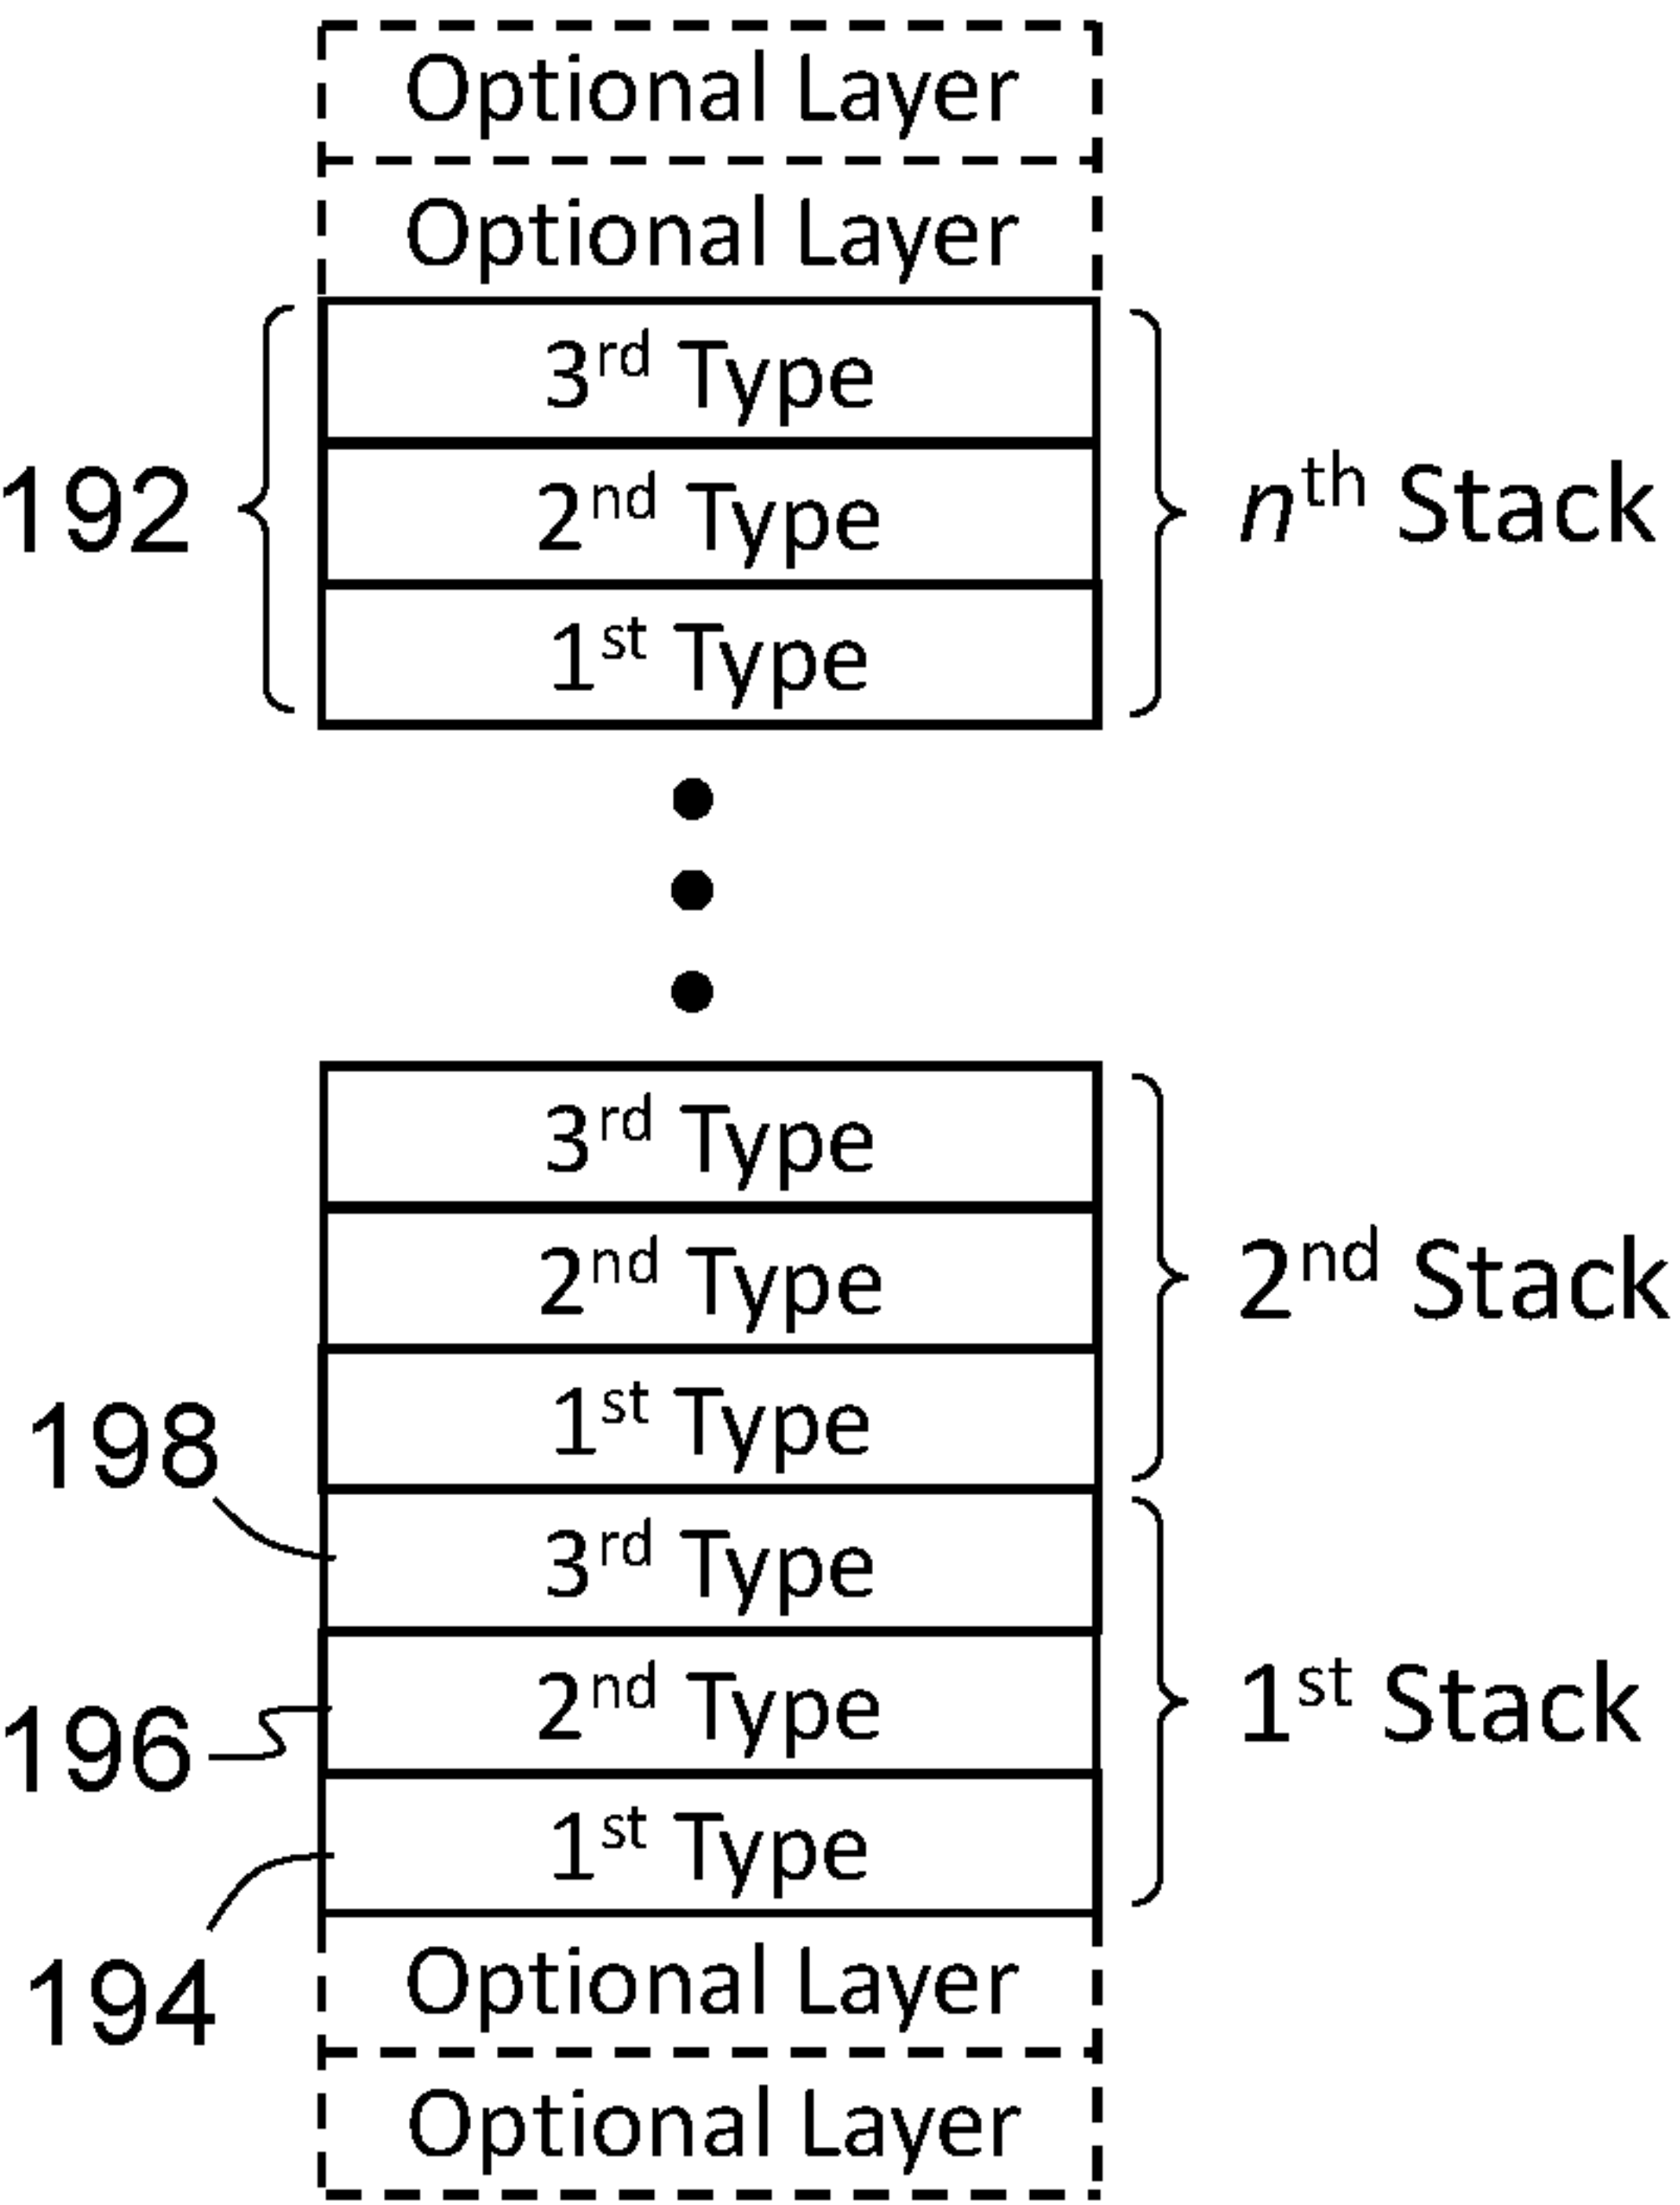 Optional Layer
Optional Layer
3rd Type
192 2nd Type nth Stack
1st Type
3rd Type
2nd Type 2nd Stack
1st Type
198
3rd Type
2nd Type 1st Stack
196
1st Type
194
Optional Layer
Optional Layer